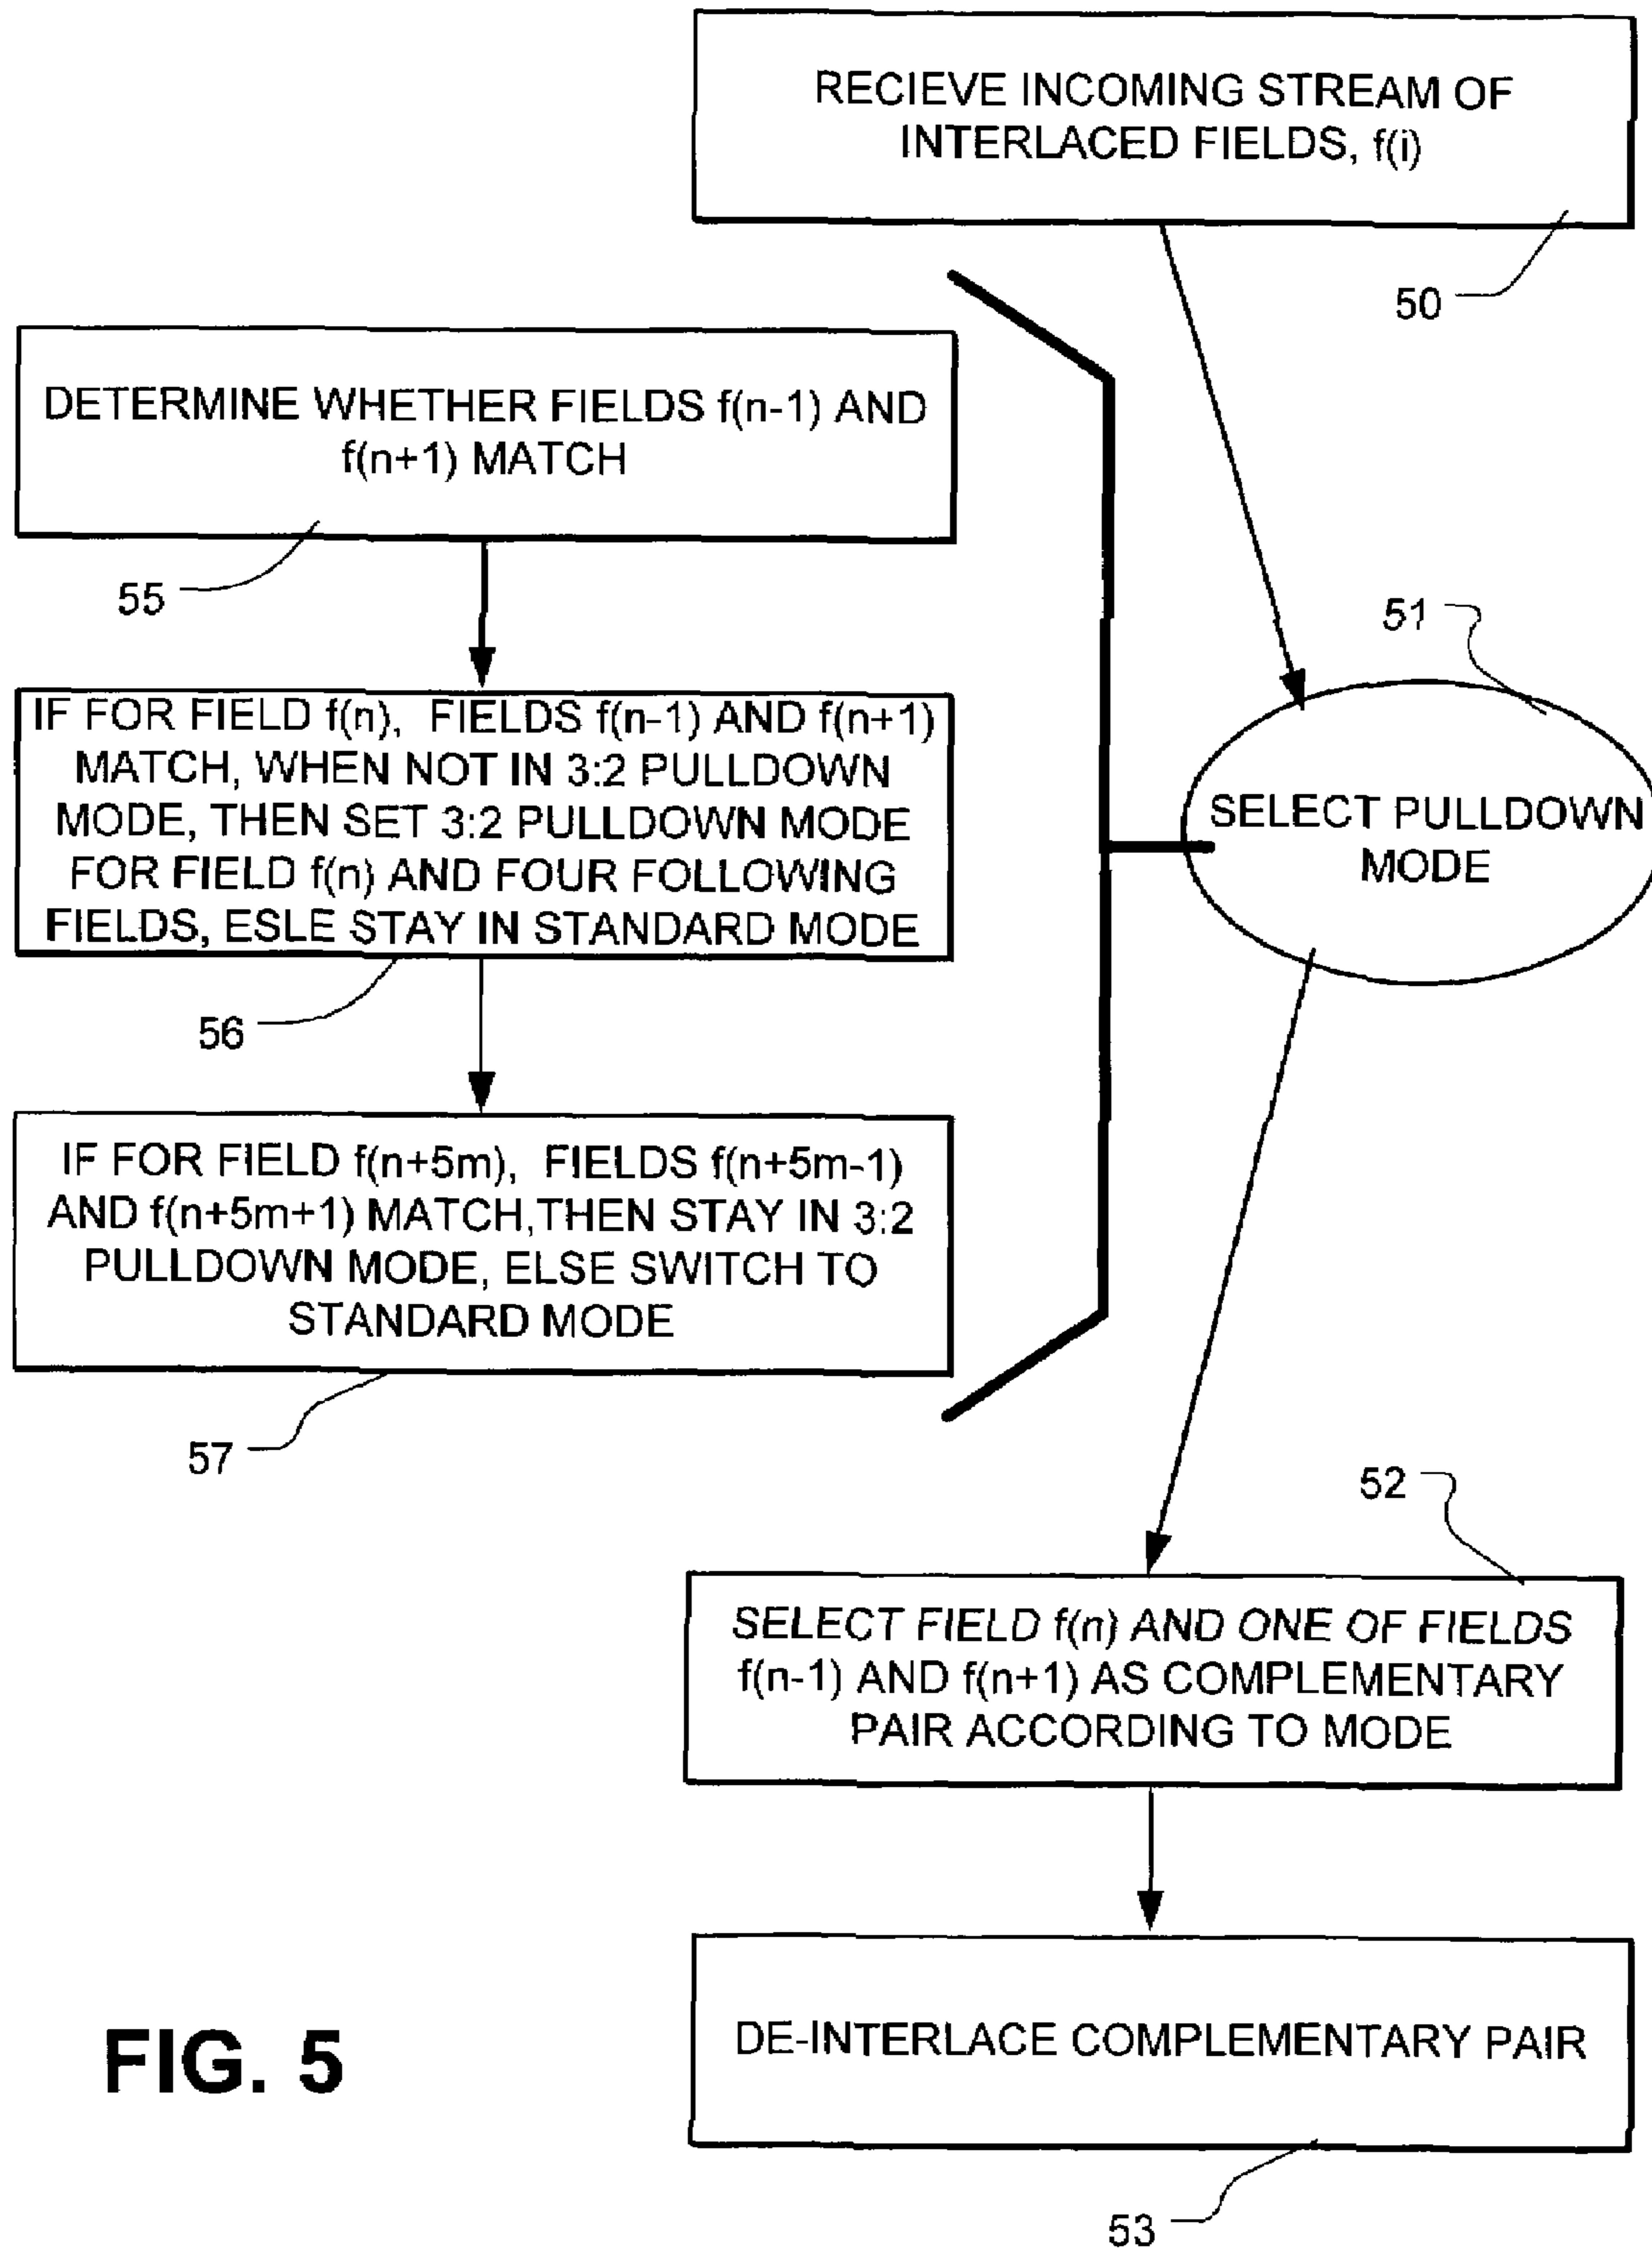 RECIEVE INCOMING STREAM OF
INTERLACED FIELDS, f(i)
50
DETERMINE WHETHER FIELDS f(n-1) AND
f(n+1) MATCH
55
51
SELECT PULLDOWN
MODE
IF FOR FIELD f(n), FIELDS f(n-1) AND f(n+1)
MATCH, WHEN NOT IN 3:2 PULLDOWN
MODE, THEN SET 3:2 PULLDOWN MODE
FOR FIELD f(n) AND FOUR FOLLOWING
FIELDS, ESLE STAY IN STANDARD MODE
56
IF FOR FIELD f(n+5m), FIELDS f(n+5m-1)
AND f(n+5m+1) MATCH,THEN STAY IN 3:2
PULLDOWN MODE, ELSE SWITCH TO
STANDARD MODE
57
52
SELECT FIELD f(n) AND ONE OF FIELDS
f(n-1) AND f(n+1) AS COMPLEMENTARY
PAIR ACCORDING TO MODE
DE-INTERLACE COMPLEMENTARY PAIR
53
FIG. 5